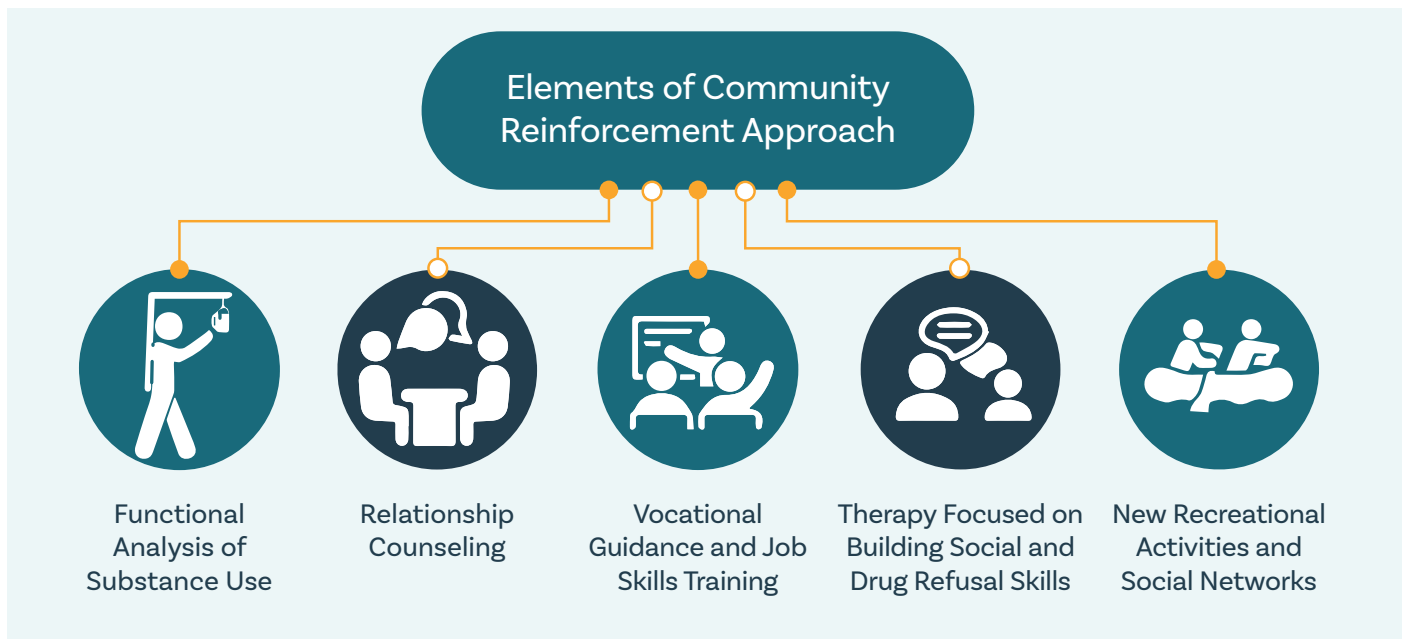 Elements of Community
Reinforcement Approach
Functional
Analysis of
Substance Use
Relationship
Counseling
Vocational
Guidance and Job
Skills Training
Therapy Focused on
Building Social and
Drug Refusal Skills
New Recreational
Activities and
Social Networks